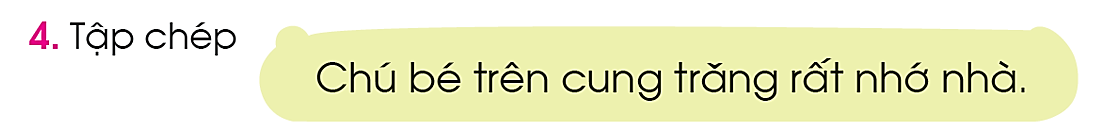 4. Tập chép
Chú bé trên cung trăng rất nhớ nhà.